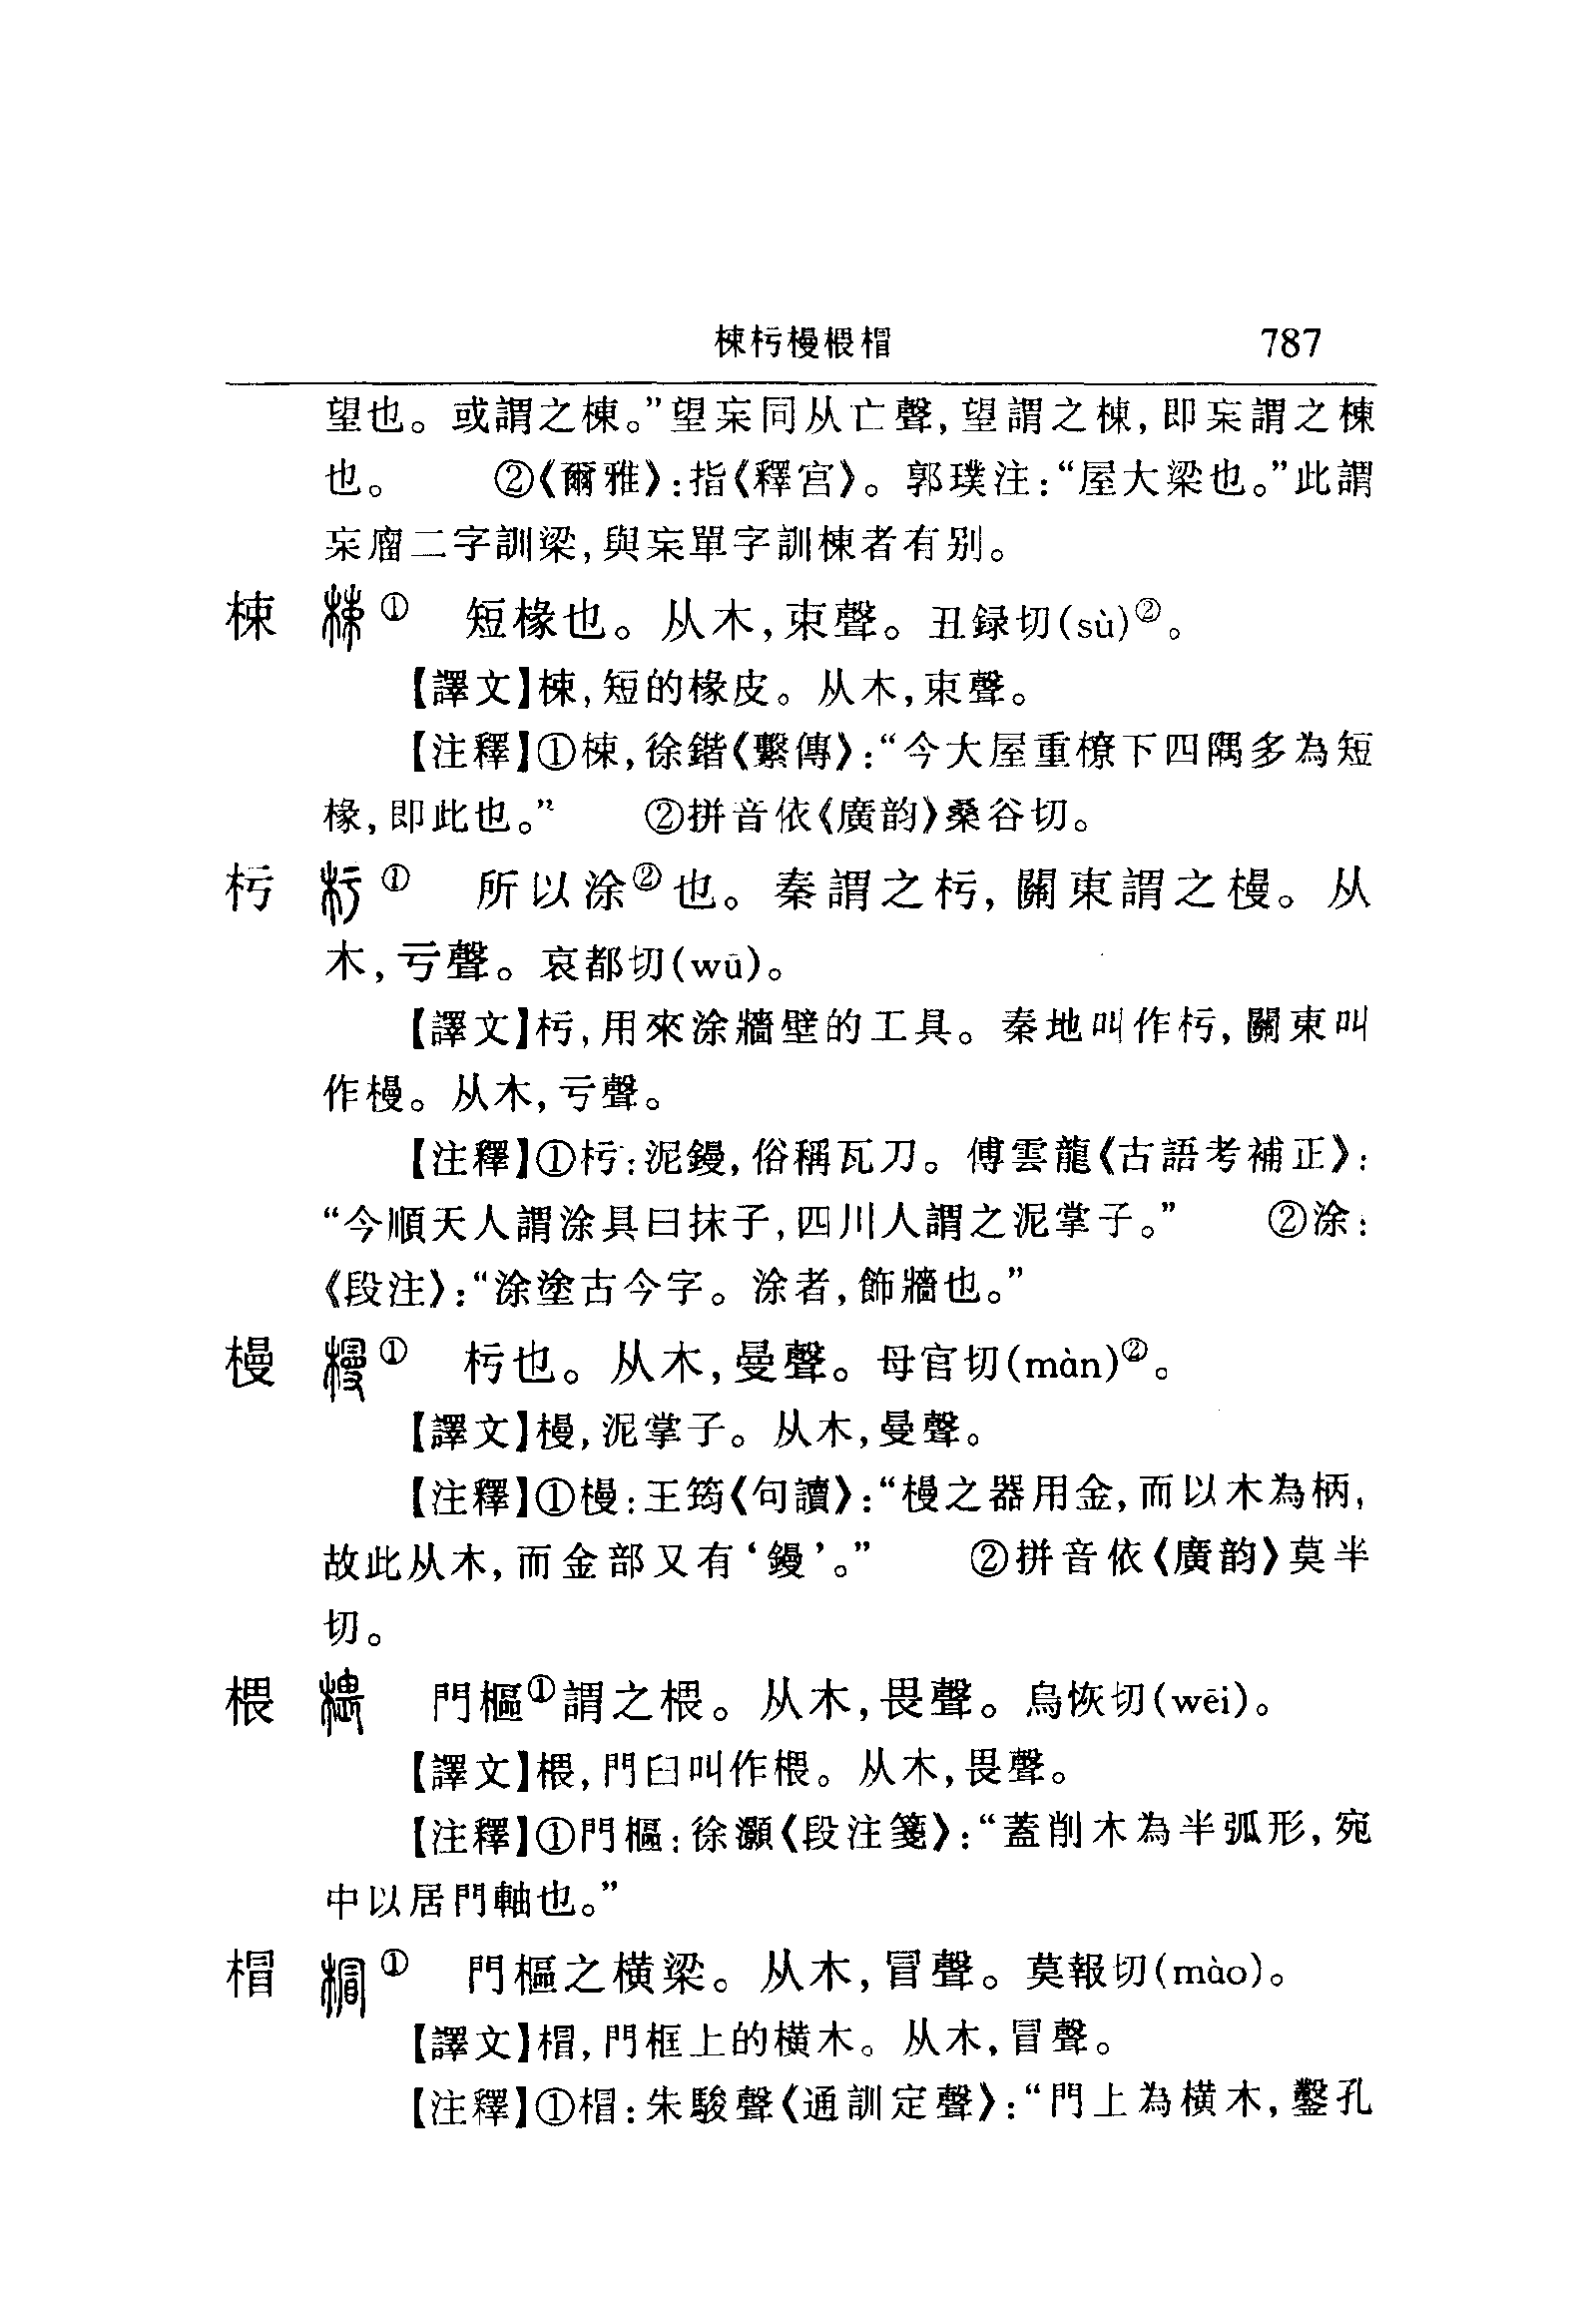 梀杇槾椳㮘 787
望也。或謂之棟。”望杗同从亡聲，望謂之棟，即杗謂之棟
也。 ②《爾雅》：指《釋宫》。郭璞注：“屋大梁也。”此謂
杗廇二字訓梁，與杗單字訓棟者有别。
梀 梀① 短椽也。从木，束聲。丑録切(sù)②。
【譯文】梀，短的椽皮。从木，束聲。
【注釋】①梀，徐鍇《繫傳》：“今大屋重橑下四隅多為短
椽，即此也。” ②拼音依《廣韵》桑谷切。
杇 杇① 所以涂②也。秦謂之杇，關東謂之槾。从
木，亏聲。哀都切(wū)。
【譯文】杇，用來涂牆壁的工具。秦地叫作杇，關東叫
作槾。从木，亏聲。
【注釋】①杇：泥鏝，俗稱瓦刀。傅雲龍《古語考補正》：
“今順天人謂涂具曰抹子，四川人謂之泥掌子。” ②涂：
《段注》：“涂塗古今字。涂者，飾牆也。”
槾 槾① 杇也。从木，曼聲。母官切(màn)②。
【譯文】槾，泥掌子。从木，曼聲。
【注釋】①槾：王筠《句讀》：“槾之器用金，而以木為柄，
故此从木，而金部又有‘鏝’。” ②拼音依《廣韵》莫半
切。
椳 椳 門樞①謂之椳。从木，畏聲。烏恢切(wēi)。
【譯文】椳，門臼叫作椳。从木，畏聲。
【注釋】①門樞：徐灝《段注箋》：“蓋削木為半弧形，宛
中以居門軸也。”
㮘 㮘① 門樞之横梁。从木，冒聲。莫報切(mào)。
【譯文】㮘，門框上的横木。从木，冒聲。
【注釋】①㮘：朱駿聲《通訓定聲》：“門上為横木，鑿孔